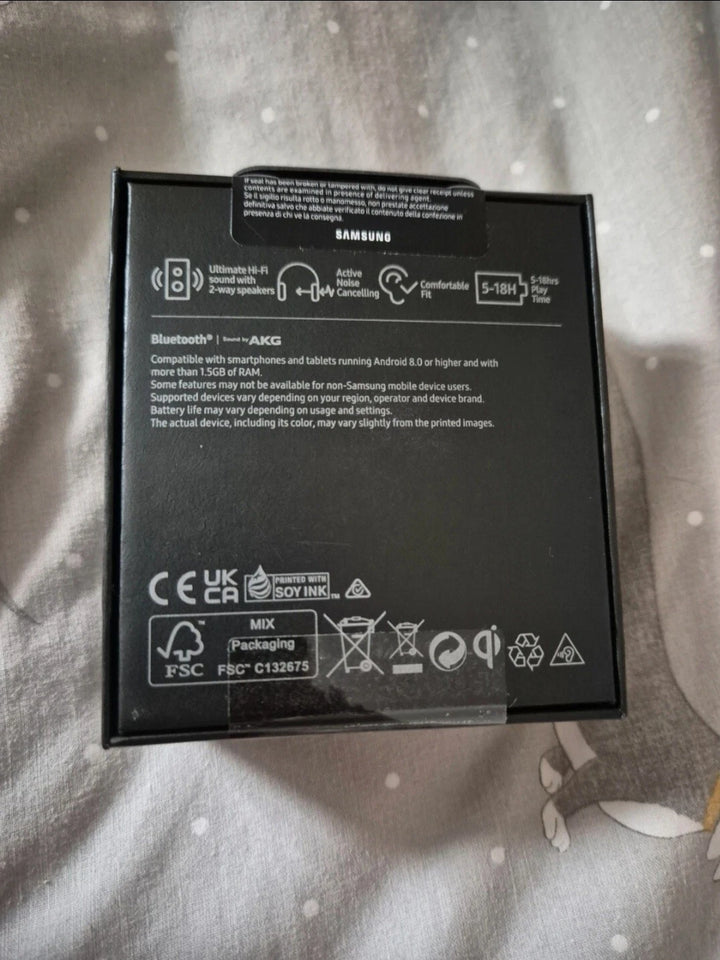 If seal has been broken or tampered with, do not give clear receipt unless
contents are examined in presence of delivering agent.
Se il sigillo risulta rotto o manomesso, non prestate accettazione
definitiva salvo che abbiate verificato il contenuto della confezione in
presenza di chi ve la consegna.
SAMSUNG
Ultimate Hi-Fi
sound with
2-way speakers
Active
Noise
Cancelling
Comfortable
Fit
5-18H
5-18hrs
Play
Time
Bluetooth® | Sound by AKG
Compatible with smartphones and tablets running Android 8.0 or higher and with
more than 1.5GB of RAM.
Some features may not be available for non-Samsung mobile device users.
Supported devices vary depending on your region, operator and device brand.
Battery life may vary depending on usage and settings.
The actual device, including its color, may vary slightly from the printed images.
CE
UK
CA
PRINTED WITH
SOY INK™
FSC™
MIX
Packaging
FSC™ C132675
qi